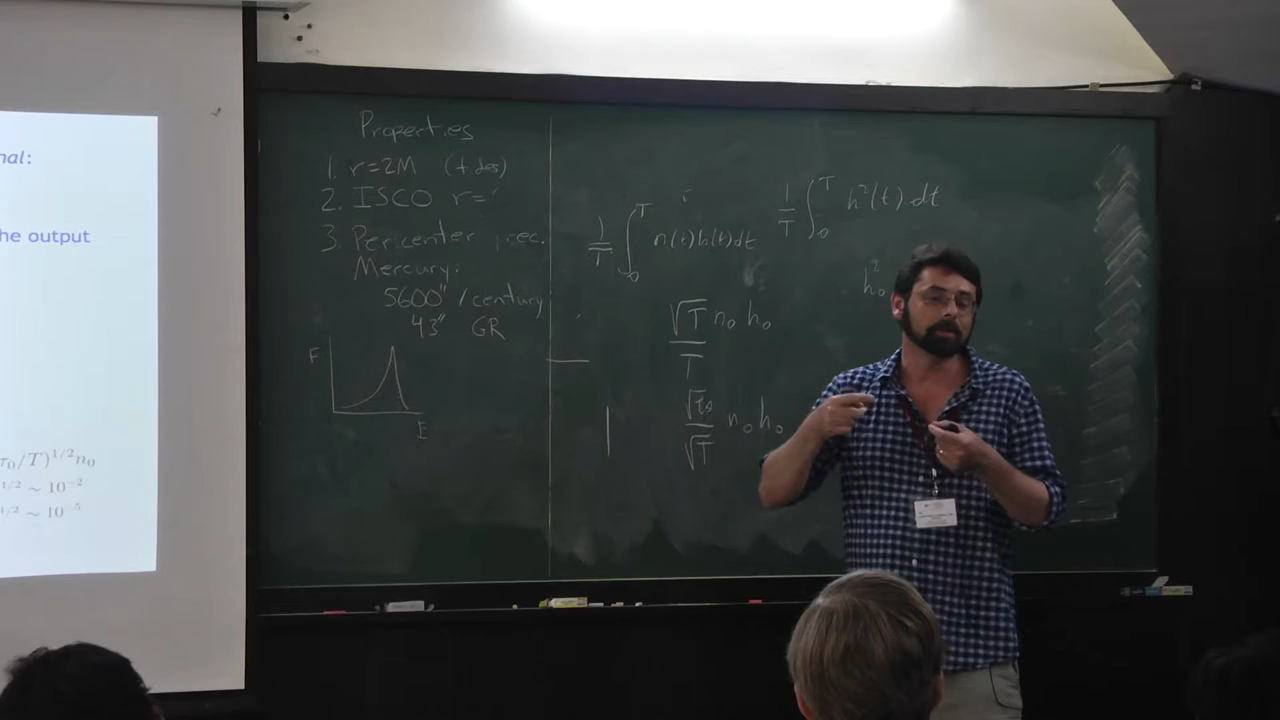 nal:
he output
τ₀/T)^{1/2} n₀
1/2 ~ 10^{-2}
1/2 ~ 10^{-5}
Properties
1. r=2M (t. des)
2. ISCO r=
3. Pericenter prec.
Mercury:
5600" / century
43" GR
F
E
1/T ∫₀^T n(t)h(t)dt
1/T ∫₀^T h²(t) dt
h₀²
√T/T n₀ h₀
√τ₀/√T n₀ h₀